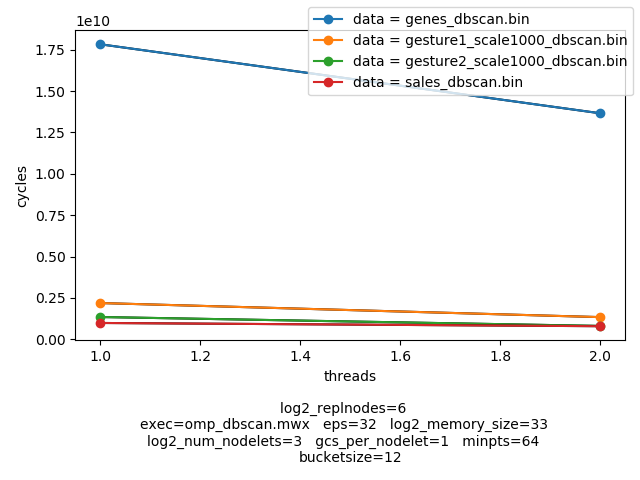 1e10
data = genes_dbscan.bin
data = gesture1_scale1000_dbscan.bin
data = gesture2_scale1000_dbscan.bin
data = sales_dbscan.bin
1.75
1.50
1.25
1.00
0.75
0.50
0.25
0.00
cycles
1.0 1.2 1.4 1.6 1.8 2.0
threads
log2_replnodes=6
exec=omp_dbscan.mwx eps=32 log2_memory_size=33
log2_num_nodelets=3 gcs_per_nodelet=1 minpts=64
bucketsize=12